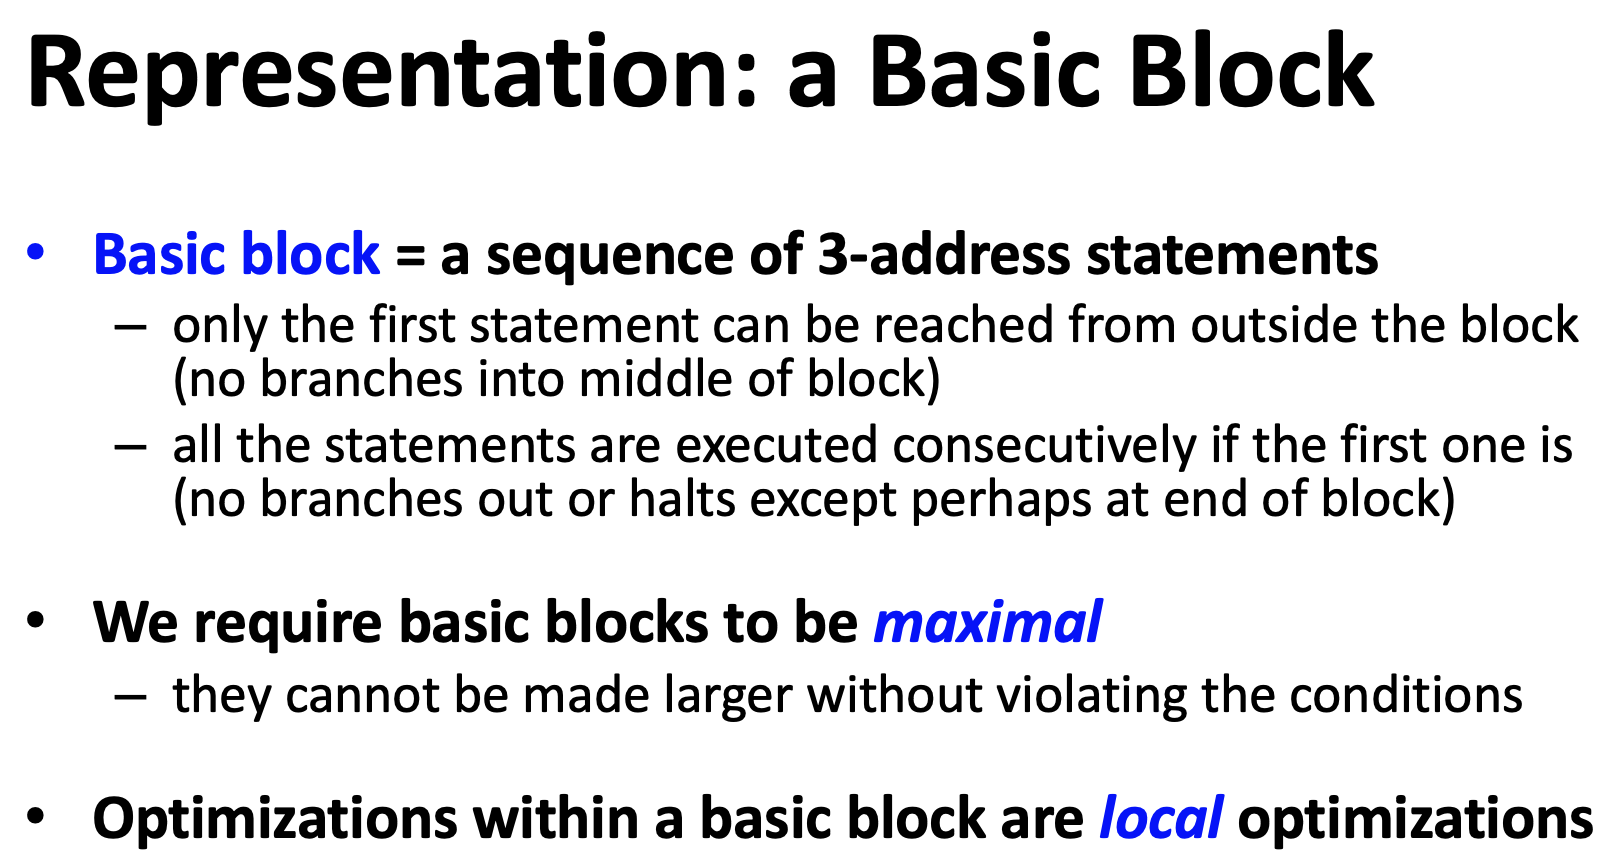 Representation: a Basic Block
• Basic block = a sequence of 3-address statements
– only the first statement can be reached from outside the block
(no branches into middle of block)
– all the statements are executed consecutively if the first one is
(no branches out or halts except perhaps at end of block)
• We require basic blocks to be maximal
– they cannot be made larger without violating the conditions
• Optimizations within a basic block are local optimizations